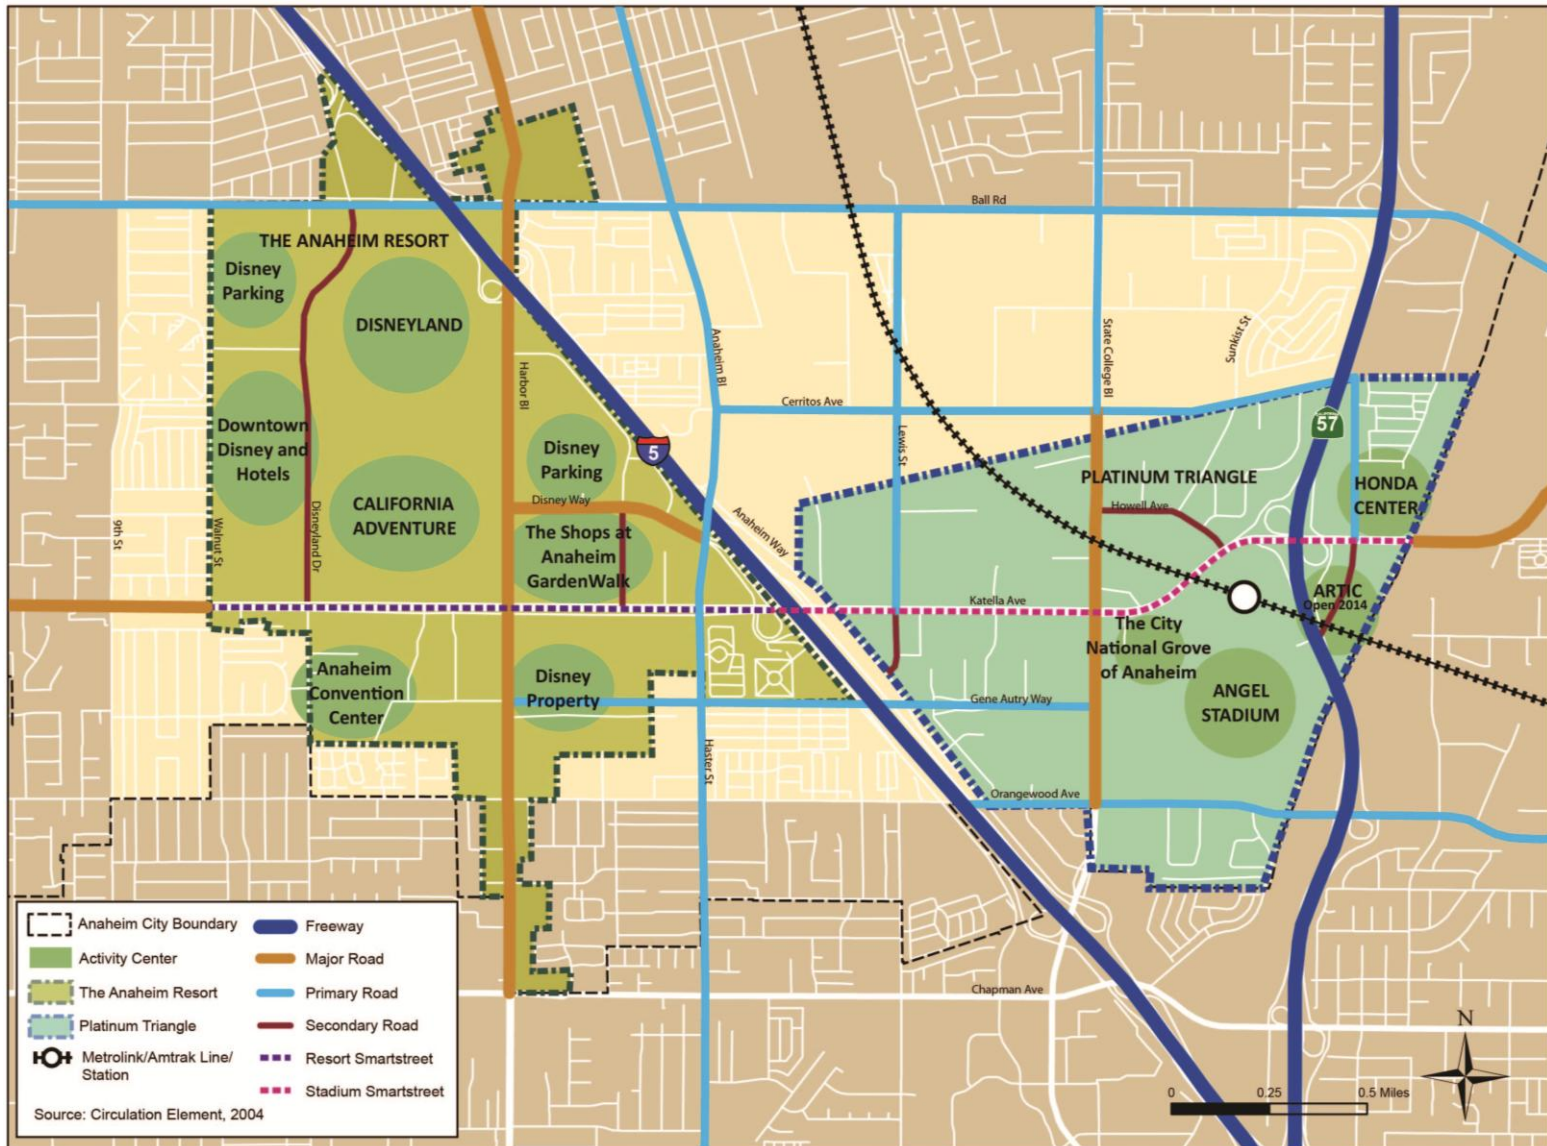 Ball Rd
THE ANAHEIM RESORT
Disney
Parking
DISNEYLAND
Harbor Bl
Anaheim Bl
State College Bl
Sunkist St
Cerritos Ave
Lewis St
57
5
Downtown
Disney and
Hotels
Disney
Parking
PLATINUM TRIANGLE
HONDA
CENTER
CALIFORNIA
ADVENTURE
Disney Way
Howell Ave
9th St
Walnut St
Disneyland Dr
The Shops at
Anaheim
GardenWalk
Anaheim Way
Katella Ave
ARTIC
Open 2014
The City
National Grove
of Anaheim
Anaheim
Convention
Center
Disney
Property
Gene Autry Way
ANGEL
STADIUM
Haster St
Orangewood Ave
Chapman Ave
Anaheim City Boundary
Activity Center
The Anaheim Resort
Platinum Triangle
Metrolink/Amtrak Line/
Station
Freeway
Major Road
Primary Road
Secondary Road
Resort Smartstreet
Stadium Smartstreet
Source: Circulation Element, 2004
N
0 0.25 0.5 Miles